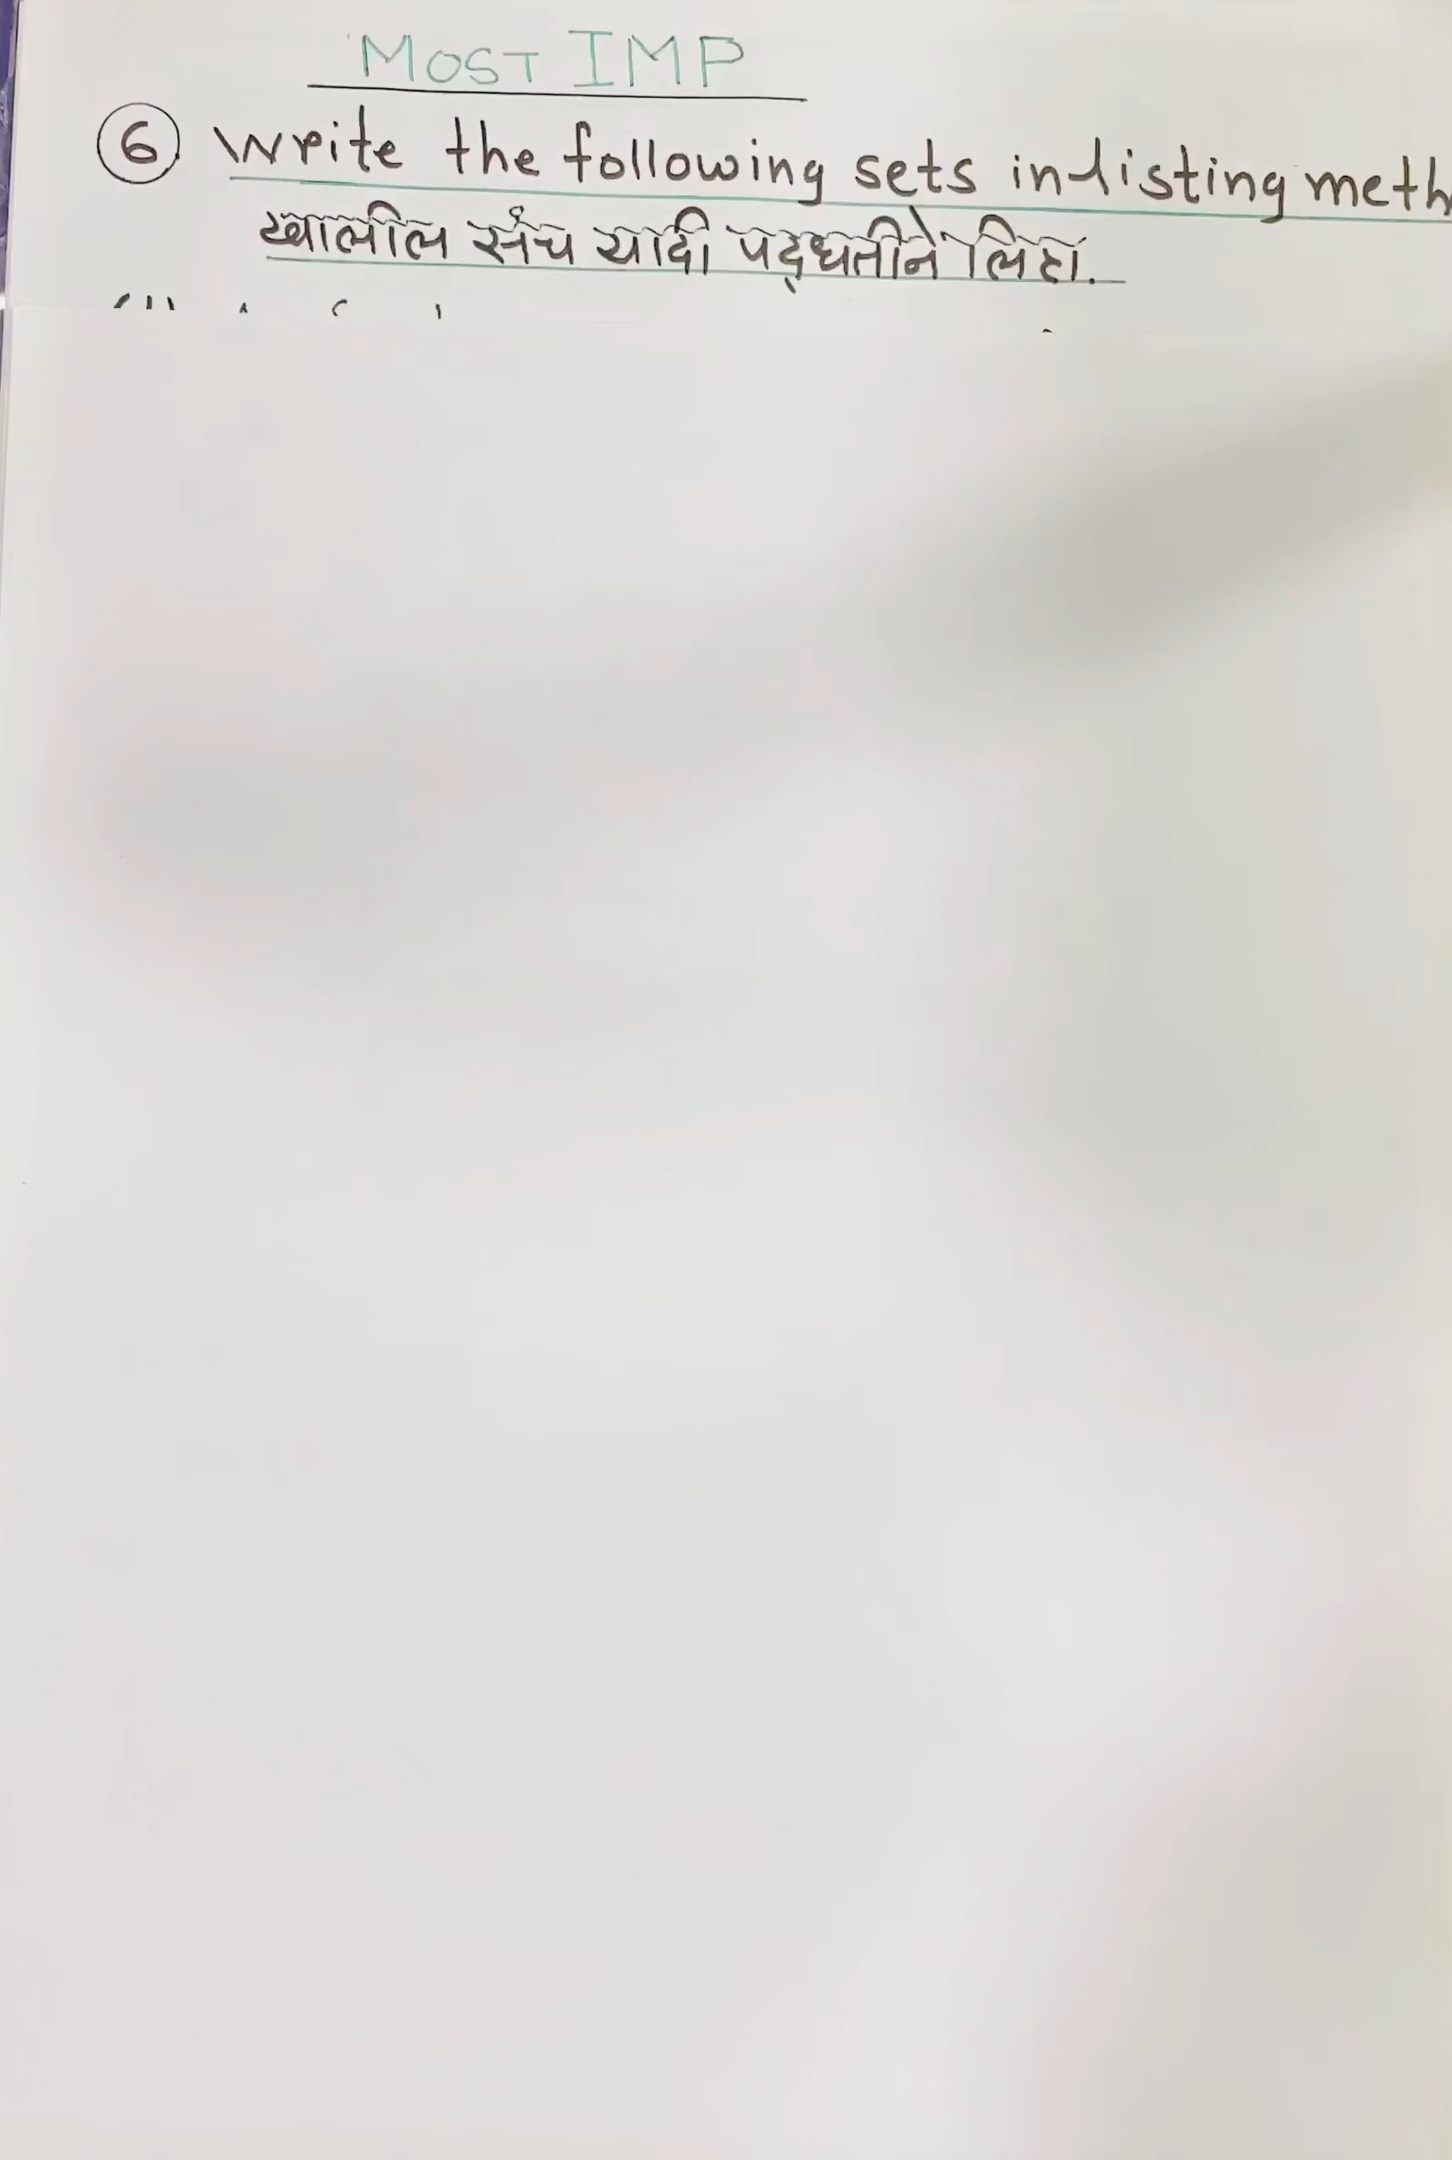 MOST IMP
6 Write the following sets in listing meth
खालील संच यादी पद्धतीने लिहा.